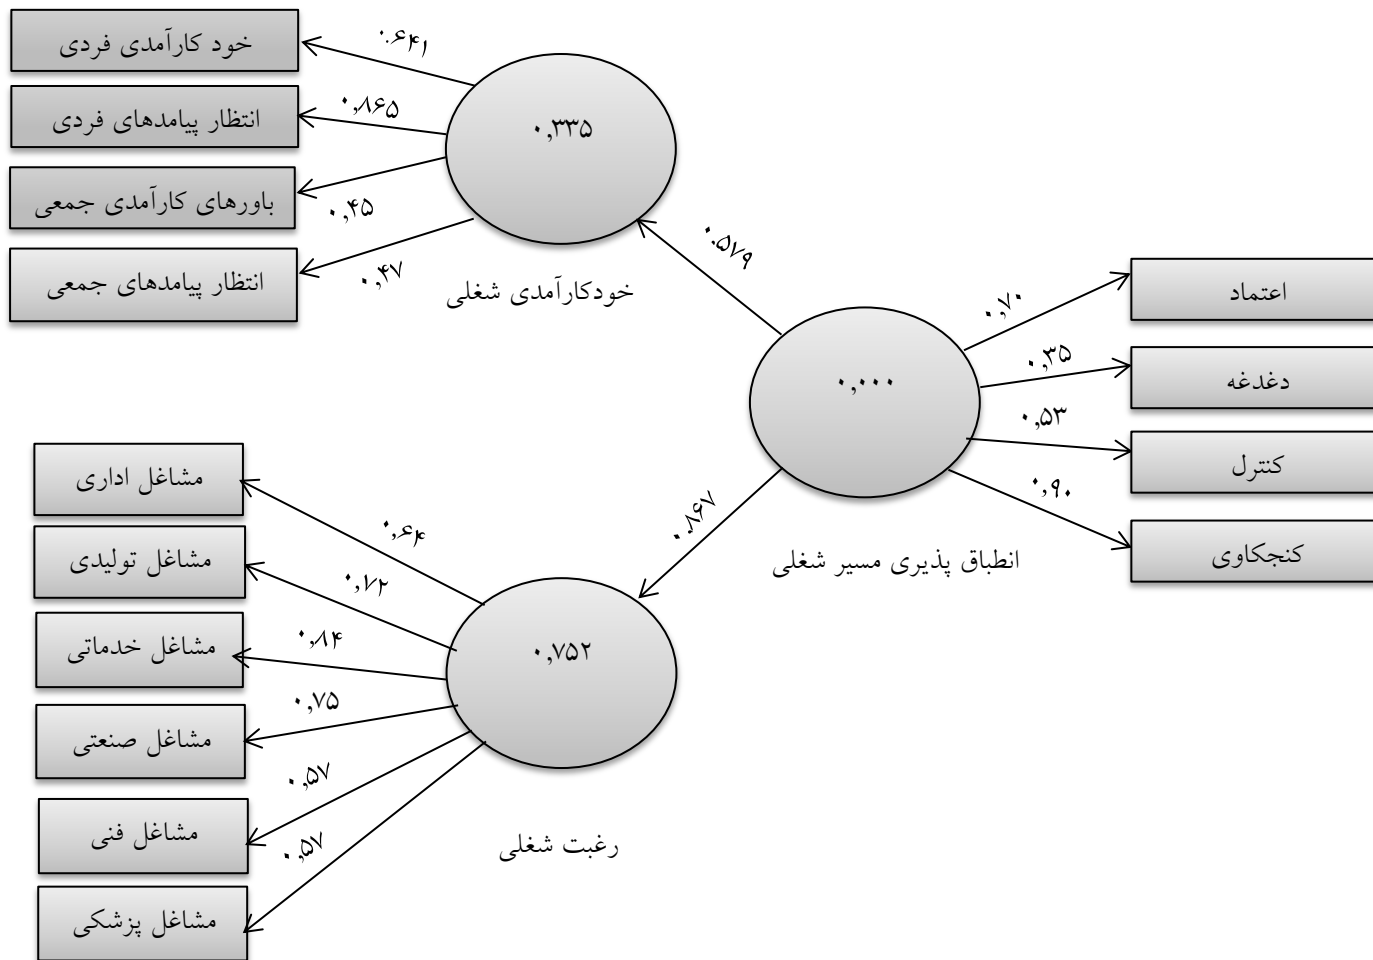 خود کارآمدی فردی
۰.۶۴۱
انتظار پیامدهای فردی
۰,۸۶۵
۰,۳۳۵
باورهای کارآمدی جمعی
۰,۴۵
انتظار پیامدهای جمعی
۰,۴۷
خودکارآمدی شغلی
۰.۵۷۹
اعتماد
۰,۷۰
دغدغه
۰,۳۵
۰,۰۰۰
کنترل
۰,۵۳
کنجکاوی
۰,۹۰
انطباق پذیری مسیر شغلی
۰.۸۶۷
مشاغل اداری
۰,۶۴
مشاغل تولیدی
۰,۷۲
مشاغل خدماتی
۰,۸۴
۰,۷۵۲
مشاغل صنعتی
۰,۷۵
مشاغل فنی
۰,۵۷
مشاغل پزشکی
۰,۵۷
رغبت شغلی